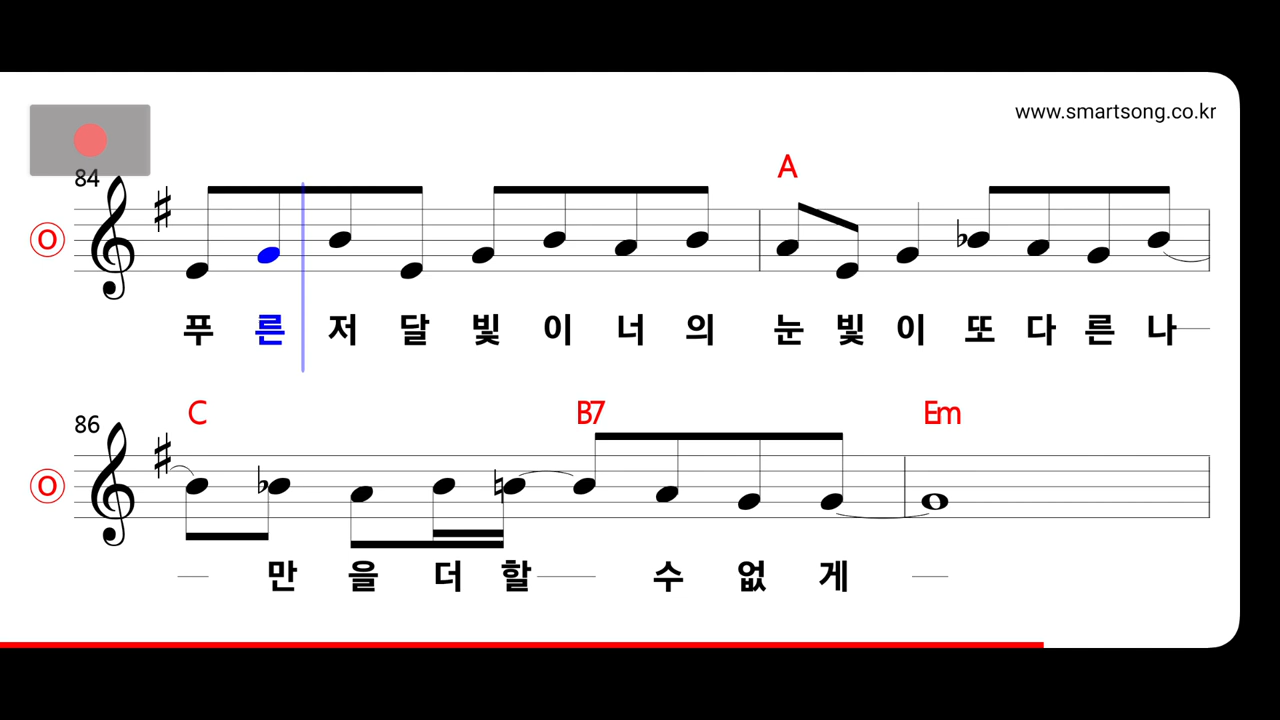 www.smartsong.co.kr
A
84
O
푸 른 저 달 빛 이 너 의 눈 빛 이 또 다 른 나
C B7 Em
86
O
만 을 더 할 수 없 게